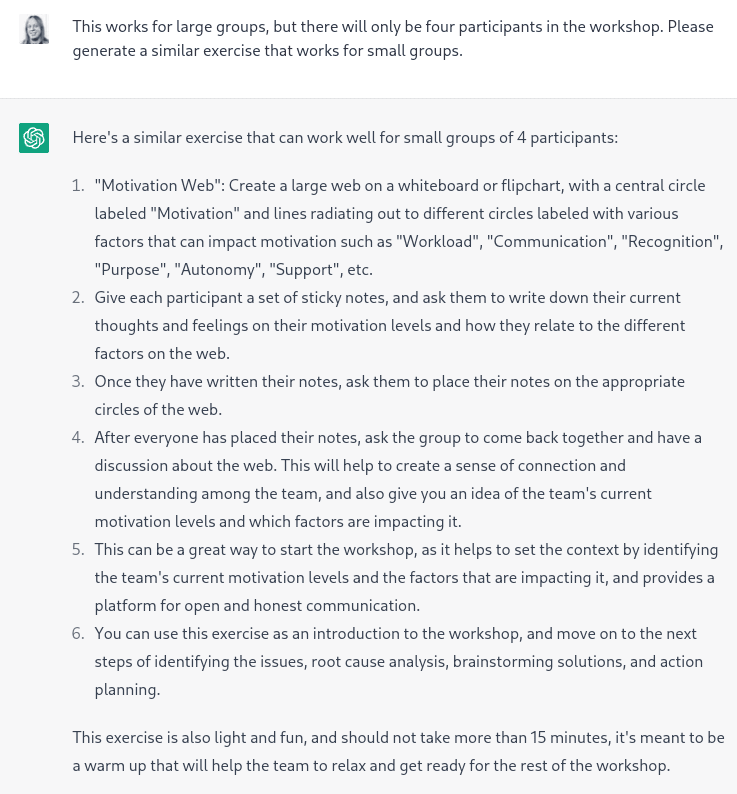 This works for large groups, but there will only be four participants in the workshop. Please
generate a similar exercise that works for small groups.
Here's a similar exercise that can work well for small groups of 4 participants:
1. "Motivation Web": Create a large web on a whiteboard or flipchart, with a central circle
labeled "Motivation" and lines radiating out to different circles labeled with various
factors that can impact motivation such as "Workload", "Communication", "Recognition",
"Purpose", "Autonomy", "Support", etc.
2. Give each participant a set of sticky notes, and ask them to write down their current
thoughts and feelings on their motivation levels and how they relate to the different
factors on the web.
3. Once they have written their notes, ask them to place their notes on the appropriate
circles of the web.
4. After everyone has placed their notes, ask the group to come back together and have a
discussion about the web. This will help to create a sense of connection and
understanding among the team, and also give you an idea of the team's current
motivation levels and which factors are impacting it.
5. This can be a great way to start the workshop, as it helps to set the context by identifying
the team's current motivation levels and the factors that are impacting it, and provides a
platform for open and honest communication.
6. You can use this exercise as an introduction to the workshop, and move on to the next
steps of identifying the issues, root cause analysis, brainstorming solutions, and action
planning.
This exercise is also light and fun, and should not take more than 15 minutes, it's meant to be
a warm up that will help the team to relax and get ready for the rest of the workshop.